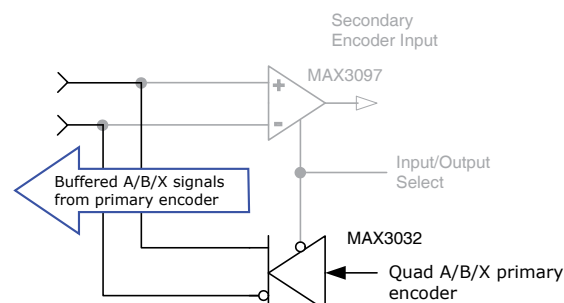 Secondary
Encoder Input
MAX3097
+
-
Buffered A/B/X signals
from primary encoder
Input/Output
Select
MAX3032
Quad A/B/X primary
encoder